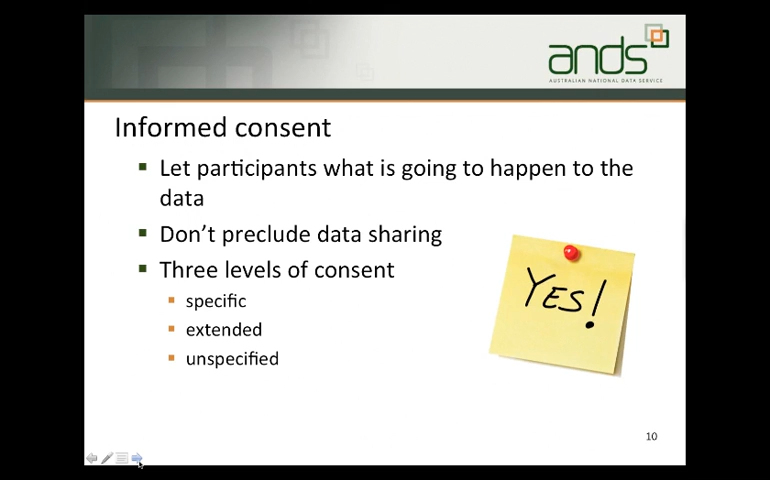 ands
AUSTRALIAN NATIONAL DATA SERVICE
Informed consent
Let participants what is going to happen to the
data
Don't preclude data sharing
Three levels of consent
specific
extended
unspecified
YES!
10